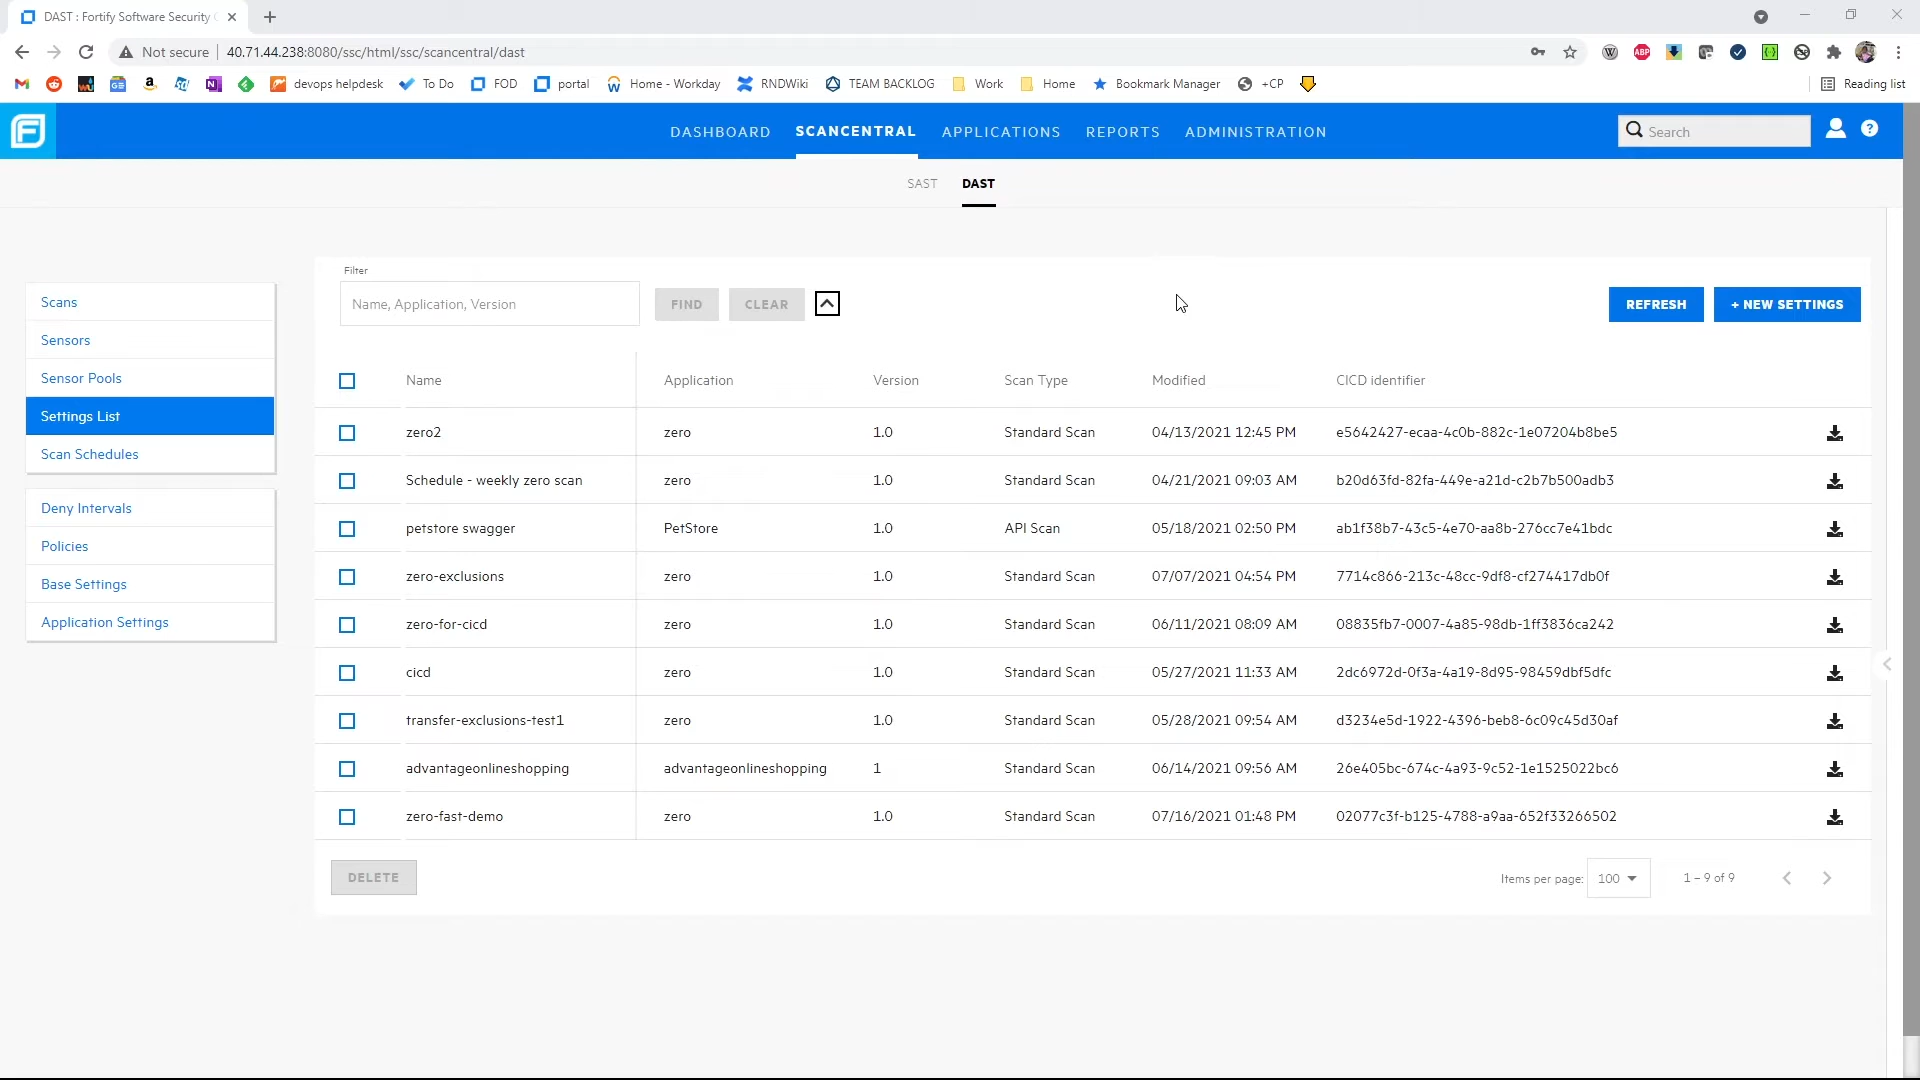 DAST : Fortify Software Security
Not secure 40.71.44.238:8080/ssc/html/ssc/scancentral/dast
devops helpdesk To Do FOD portal Home - Workday RNDWiki TEAM BACKLOG Work Home Bookmark Manager +CP Reading list
DASHBOARD SCANCENTRAL APPLICATIONS REPORTS ADMINISTRATION Search
SAST DAST
Scans
Sensors
Sensor Pools
Settings List
Scan Schedules
Deny Intervals
Policies
Base Settings
Application Settings
Filter
Name, Application, Version FIND CLEAR REFRESH + NEW SETTINGS
Name Application Version Scan Type Modified CICD identifier
zero2 zero 1.0 Standard Scan 04/13/2021 12:45 PM e5642427-ecaa-4c0b-882c-1e07204b8be5
Schedule - weekly zero scan zero 1.0 Standard Scan 04/21/2021 09:03 AM b20d63fd-82fa-449e-a21d-c2b7b500adb3
petstore swagger PetStore 1.0 API Scan 05/18/2021 02:50 PM ab1f38b7-43c5-4e70-aa8b-276cc7e41bdc
zero-exclusions zero 1.0 Standard Scan 07/07/2021 04:54 PM 7714c866-213c-48cc-9df8-cf274417db0f
zero-for-cicd zero 1.0 Standard Scan 06/11/2021 08:09 AM 08835fb7-0007-4a85-98db-1ff3836ca242
cicd zero 1.0 Standard Scan 05/27/2021 11:33 AM 2dc6972d-0f3a-4a19-8d95-98459dbf5dfc
transfer-exclusions-test1 zero 1.0 Standard Scan 05/28/2021 09:54 AM d3234e5d-1922-4396-beb8-6c09c45d30af
advantageonlineshopping advantageonlineshopping 1 Standard Scan 06/14/2021 09:56 AM 26e405bc-674c-4a93-9c52-1e1525022bc6
zero-fast-demo zero 1.0 Standard Scan 07/16/2021 01:48 PM 02077c3f-b125-4788-a9aa-652f33266502
DELETE Items per page: 100 1 – 9 of 9